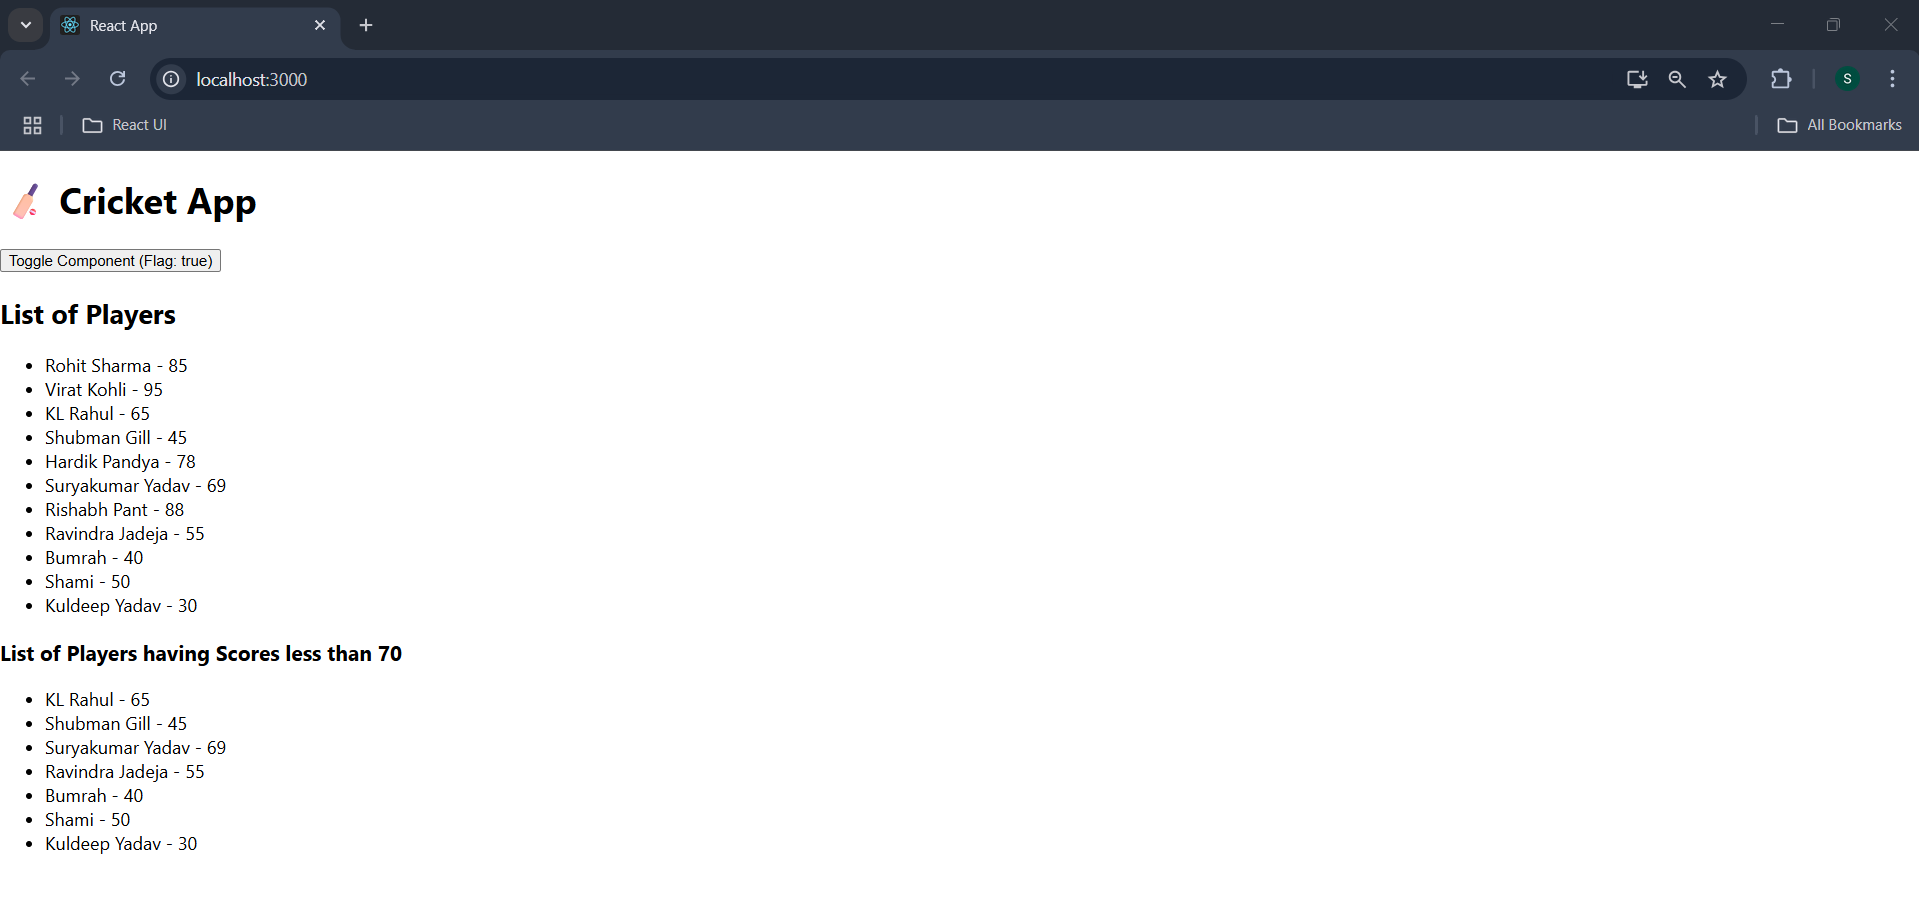 React App
localhost:3000
S
React UI
All Bookmarks
Cricket App
Toggle Component (Flag: true)
List of Players
Rohit Sharma - 85
Virat Kohli - 95
KL Rahul - 65
Shubman Gill - 45
Hardik Pandya - 78
Suryakumar Yadav - 69
Rishabh Pant - 88
Ravindra Jadeja - 55
Bumrah - 40
Shami - 50
Kuldeep Yadav - 30
List of Players having Scores less than 70
KL Rahul - 65
Shubman Gill - 45
Suryakumar Yadav - 69
Ravindra Jadeja - 55
Bumrah - 40
Shami - 50
Kuldeep Yadav - 30